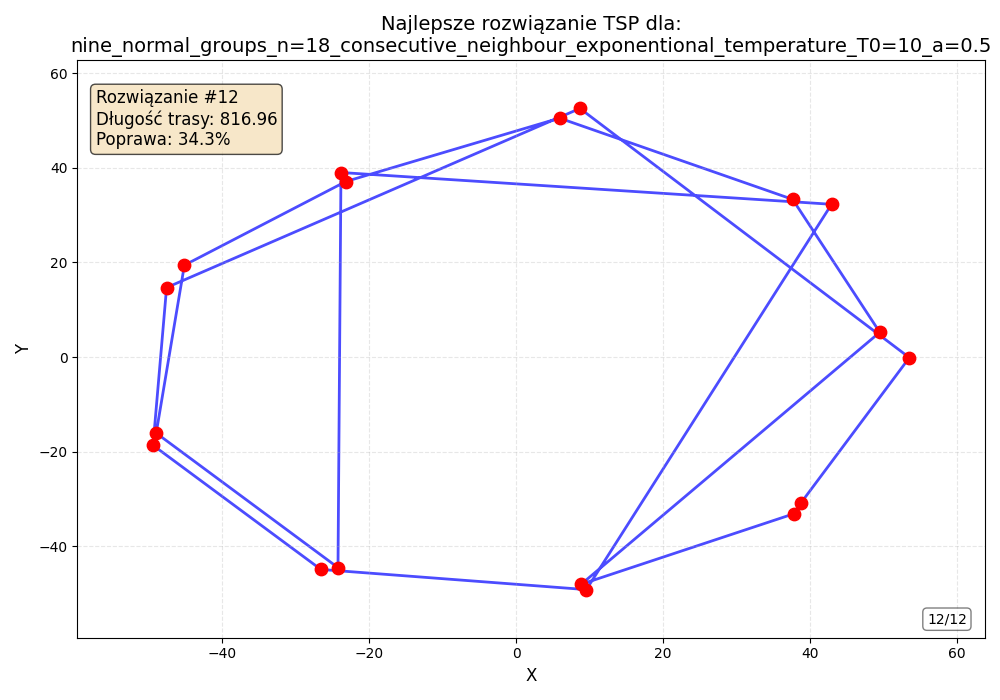 Najlepsze rozwiązanie TSP dla:
nine_normal_groups_n=18_consecutive_neighbour_exponentional_temperature_T0=10_a=0.5
Rozwiązanie #12
Długość trasy: 816.96
Poprawa: 34.3%
60
40
20
0
−20
−40
Y
12/12
−40
−20
0
20
40
60
X